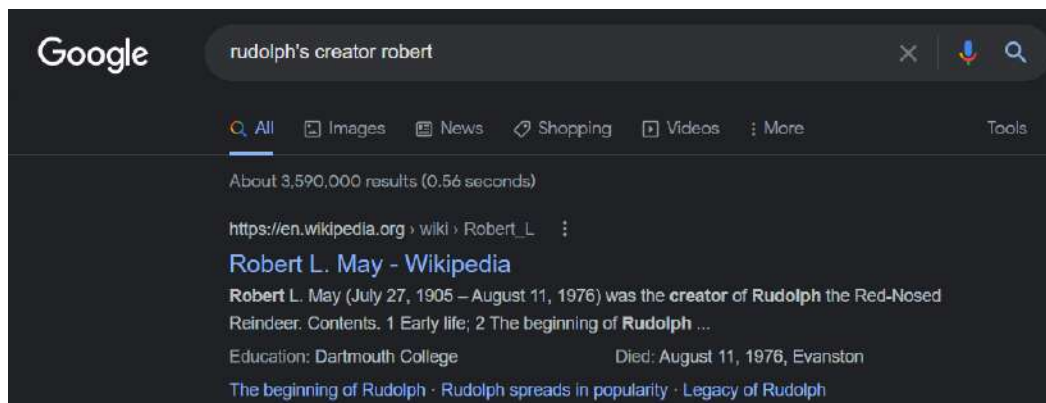 Google
rudolph's creator robert
All Images News Shopping Videos More Tools
About 3,590,000 results (0.56 seconds)
https://en.wikipedia.org › wiki › Robert_L
Robert L. May - Wikipedia
Robert L. May (July 27, 1905 – August 11, 1976) was the creator of Rudolph the Red-Nosed
Reindeer. Contents. 1 Early life; 2 The beginning of Rudolph ...
Education: Dartmouth College Died: August 11, 1976, Evanston
The beginning of Rudolph · Rudolph spreads in popularity · Legacy of Rudolph